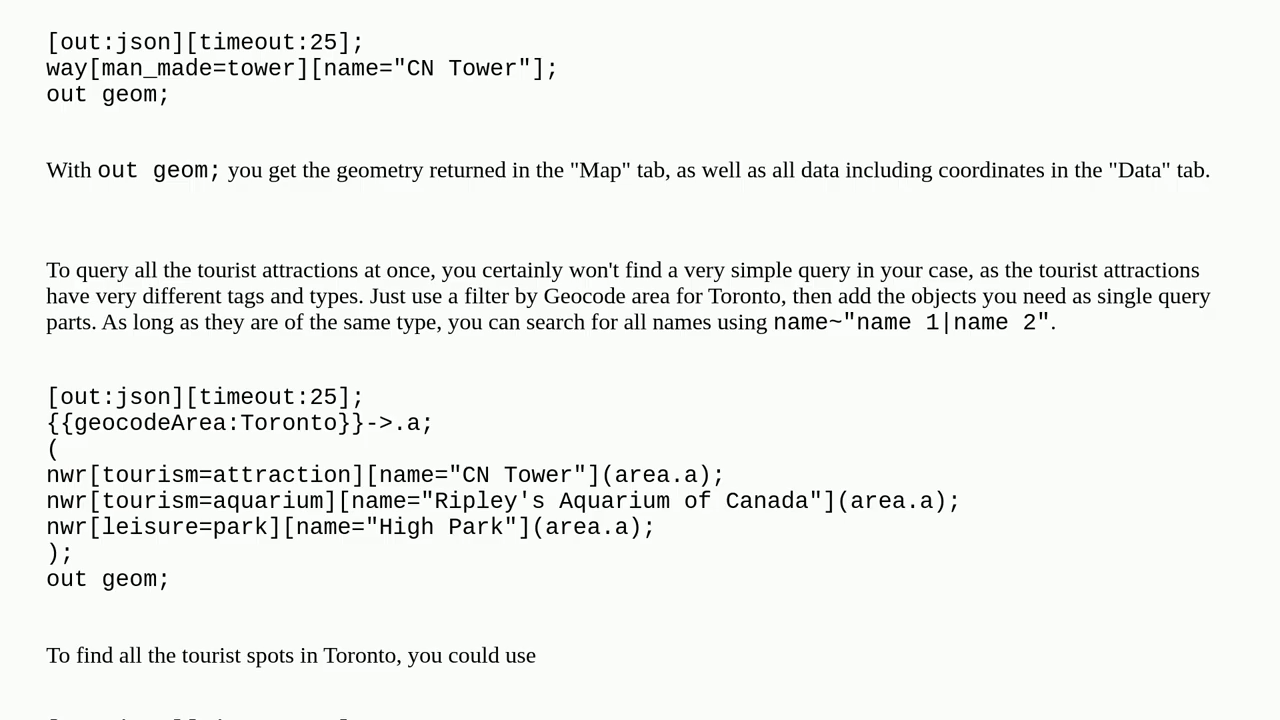 [out:json][timeout:25];
way[man_made=tower][name="CN Tower"];
out geom;
With out geom; you get the geometry returned in the "Map" tab, as well as all data including coordinates in the "Data" tab.
To query all the tourist attractions at once, you certainly won't find a very simple query in your case, as the tourist attractions
have very different tags and types. Just use a filter by Geocode area for Toronto, then add the objects you need as single query
parts. As long as they are of the same type, you can search for all names using name~"name 1|name 2".
[out:json][timeout:25];
{{geocodeArea:Toronto}}->.a;
(
nwr[tourism=attraction][name="CN Tower"](area.a);
nwr[tourism=aquarium][name="Ripley's Aquarium of Canada"](area.a);
nwr[leisure=park][name="High Park"](area.a);
);
out geom;
To find all the tourist spots in Toronto, you could use